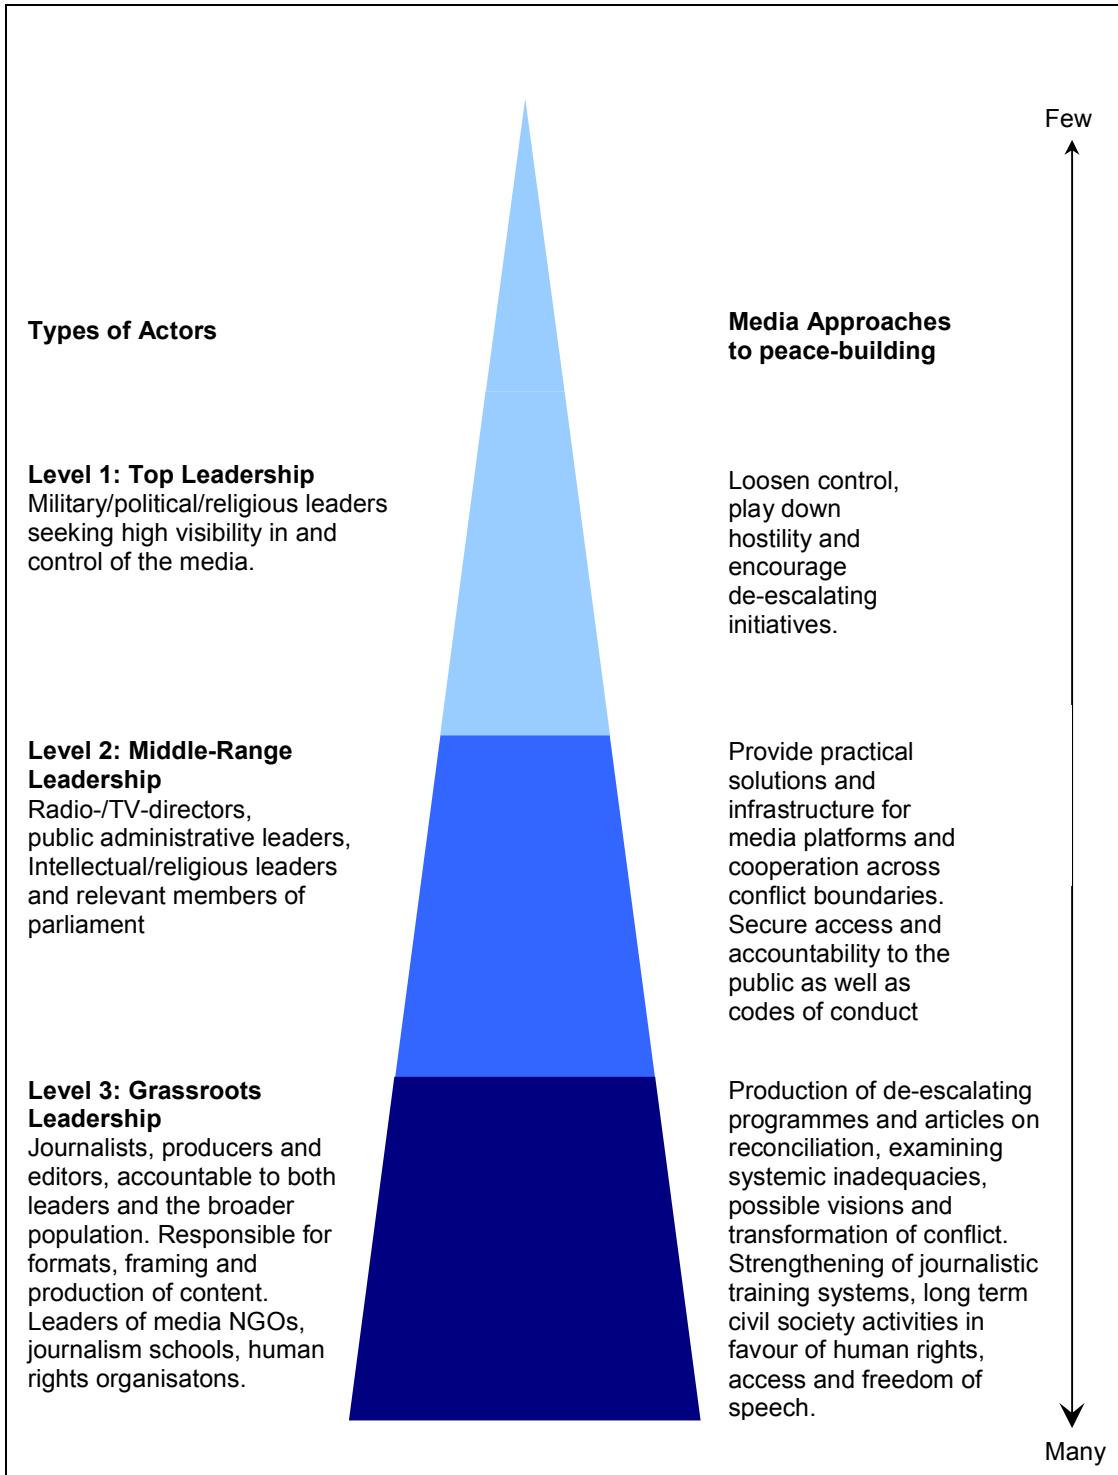 Few
Types of Actors
Media Approaches
to peace-building
Level 1: Top Leadership
Military/political/religious leaders
seeking high visibility in and
control of the media.
Loosen control,
play down
hostility and
encourage
de-escalating
initiatives.
Level 2: Middle-Range
Leadership
Radio-/TV-directors,
public administrative leaders,
Intellectual/religious leaders
and relevant members of
parliament
Provide practical
solutions and
infrastructure for
media platforms and
cooperation across
conflict boundaries.
Secure access and
accountability to the
public as well as
codes of conduct
Level 3: Grassroots
Leadership
Journalists, producers and
editors, accountable to both
leaders and the broader
population. Responsible for
formats, framing and
production of content.
Leaders of media NGOs,
journalism schools, human
rights organisatons.
Production of de-escalating
programmes and articles on
reconciliation, examining
systemic inadequacies,
possible visions and
transformation of conflict.
Strengthening of journalistic
training systems, long term
civil society activities in
favour of human rights,
access and freedom of
speech.
Many